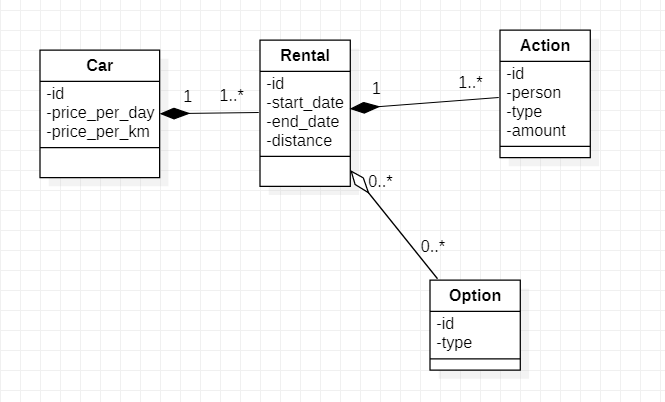 Car
-id
-price_per_day
-price_per_km
1
1..*
Rental
-id
-start_date
-end_date
-distance
1
1..*
Action
-id
-person
-type
-amount
0..*
0..*
Option
-id
-type